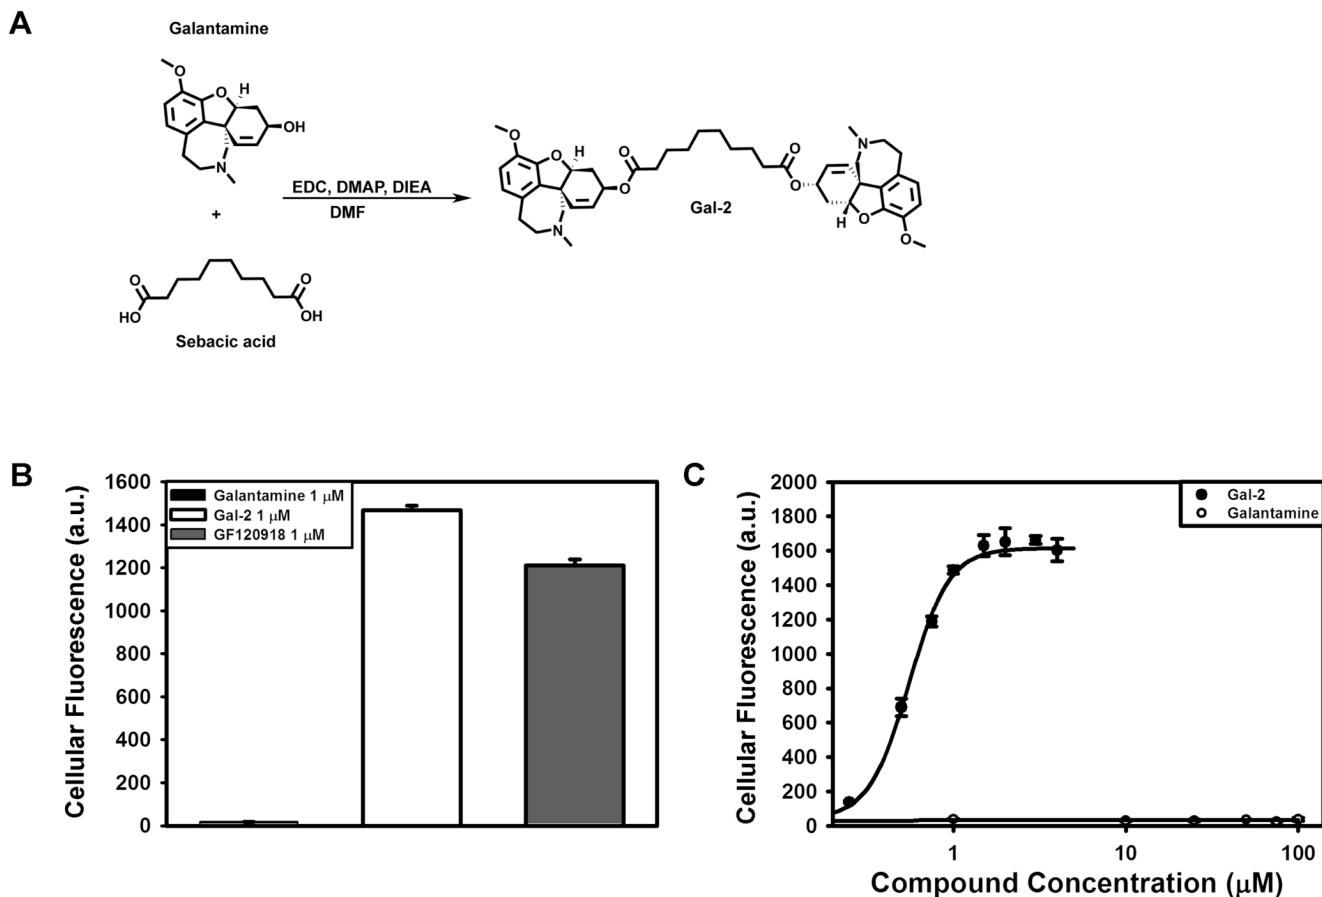 A
Galantamine
O
O
H
OH
N
+
EDC, DMAP, DIEA
DMF
O
HO
O
OH
Sebacic acid
O
O
H
N
O
O
Gal-2
O
O
N
H
O
O
B
Cellular Fluorescence (a.u.)
1600
1400
1200
1000
800
600
400
200
0
Galantamine 1 μM
Gal-2 1 μM
GF120918 1 μM
C
Cellular Fluorescence (a.u.)
2000
1800
1600
1400
1200
1000
800
600
400
200
0
Gal-2
Galantamine
1 10 100
Compound Concentration (μM)